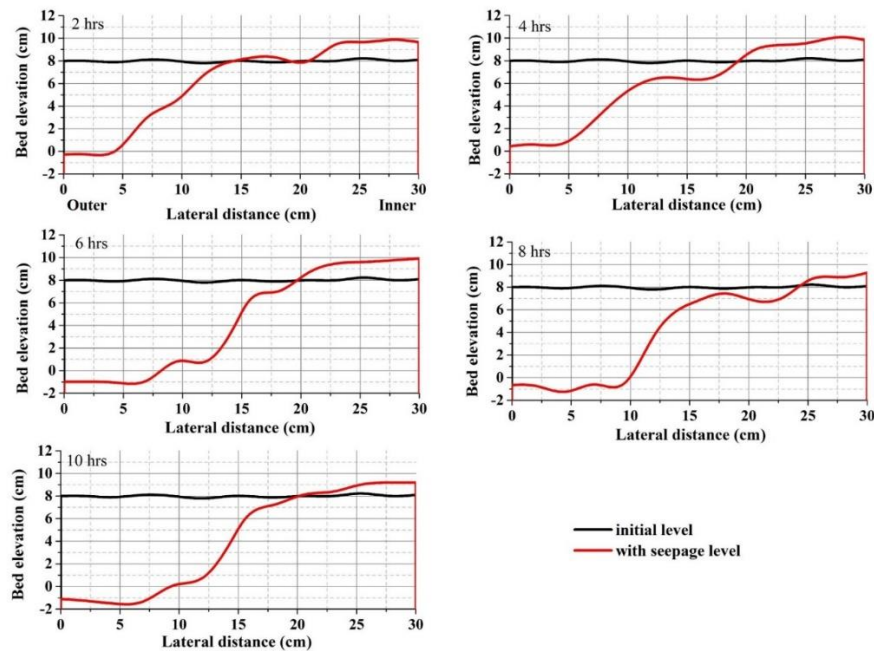 2 hrs
Bed elevation (cm)
12
10
8
6
4
2
0
-2
0 5 10 15 20 25 30
Outer Lateral distance (cm) Inner
4 hrs
Bed elevation (cm)
12
10
8
6
4
2
0
-2
0 5 10 15 20 25 30
Lateral distance (cm)
6 hrs
Bed elevation (cm)
12
10
8
6
4
2
0
-2
0 5 10 15 20 25 30
Lateral distance (cm)
8 hrs
Bed elevation (cm)
12
10
8
6
4
2
0
-2
0 5 10 15 20 25 30
Lateral distance (cm)
10 hrs
Bed elevation (cm)
12
10
8
6
4
2
0
-2
0 5 10 15 20 25 30
Lateral distance (cm)
initial level
with seepage level